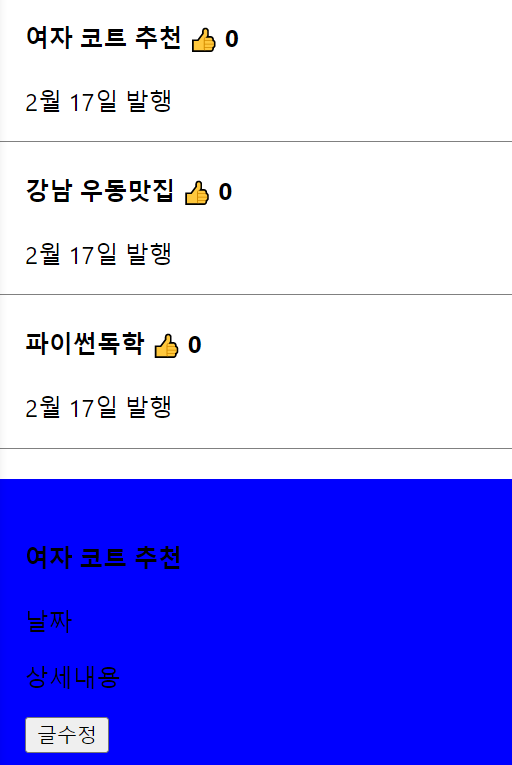 여자 코트 추천 👍 0
2월 17일 발행
강남 우동맛집 👍 0
2월 17일 발행
파이썬독학 👍 0
2월 17일 발행
여자 코트 추천
날짜
상세내용
글수정